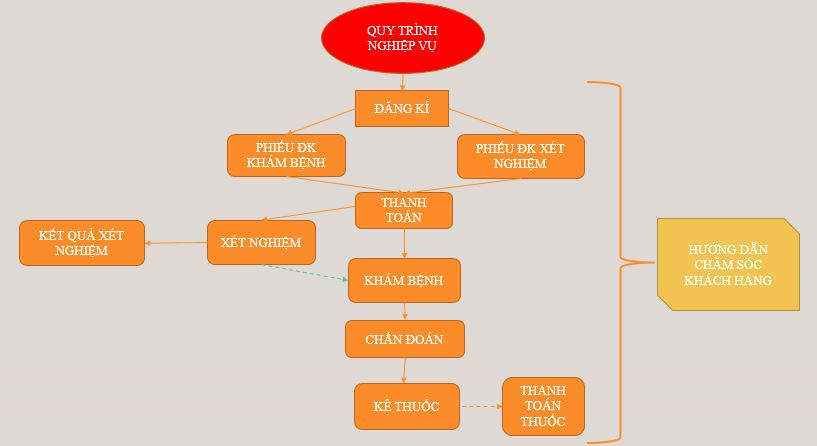 QUY TRÌNH
NGHIỆP VỤ
ĐĂNG KÍ
PHIẾU ĐK
KHÁM BỆNH
PHIẾU ĐK XÉT
NGHIỆM
THANH
TOÁN
KẾT QUẢ XÉT
NGHIỆM
XÉT NGHIỆM
HƯỚNG DẪN
CHĂM SÓC
KHÁCH HÀNG
KHÁM BỆNH
CHẨN ĐOÁN
KÊ THUỐC
THANH
TOÁN
THUỐC